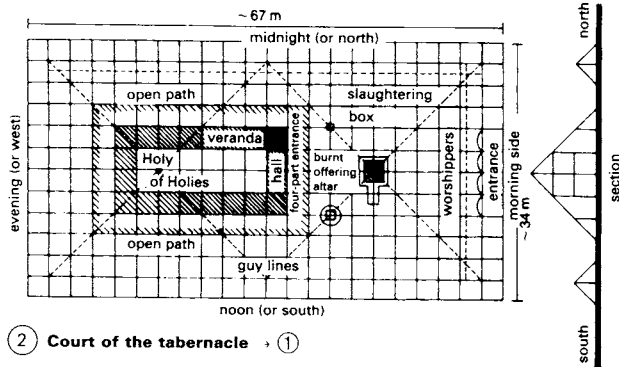 ~ 67 m
midnight (or north)
north
open path
slaughtering
box
veranda
four-part entrance
Holy
of Holies
hall
burnt
offering
altar
worshippers
entrance
morning side
~ 34 m
evening (or west)
section
open path
guy lines
noon (or south)
south
2 Court of the tabernacle → 1